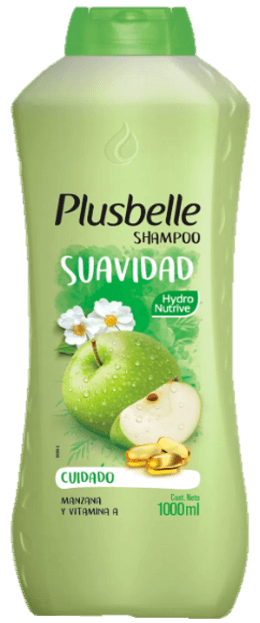 Plusbelle
SHAMPOO
SUAVIDAD
Hydro
Nutrive
CUIDADO
MANZANA
Y VITAMINA A
Cont. Neto
1000ml